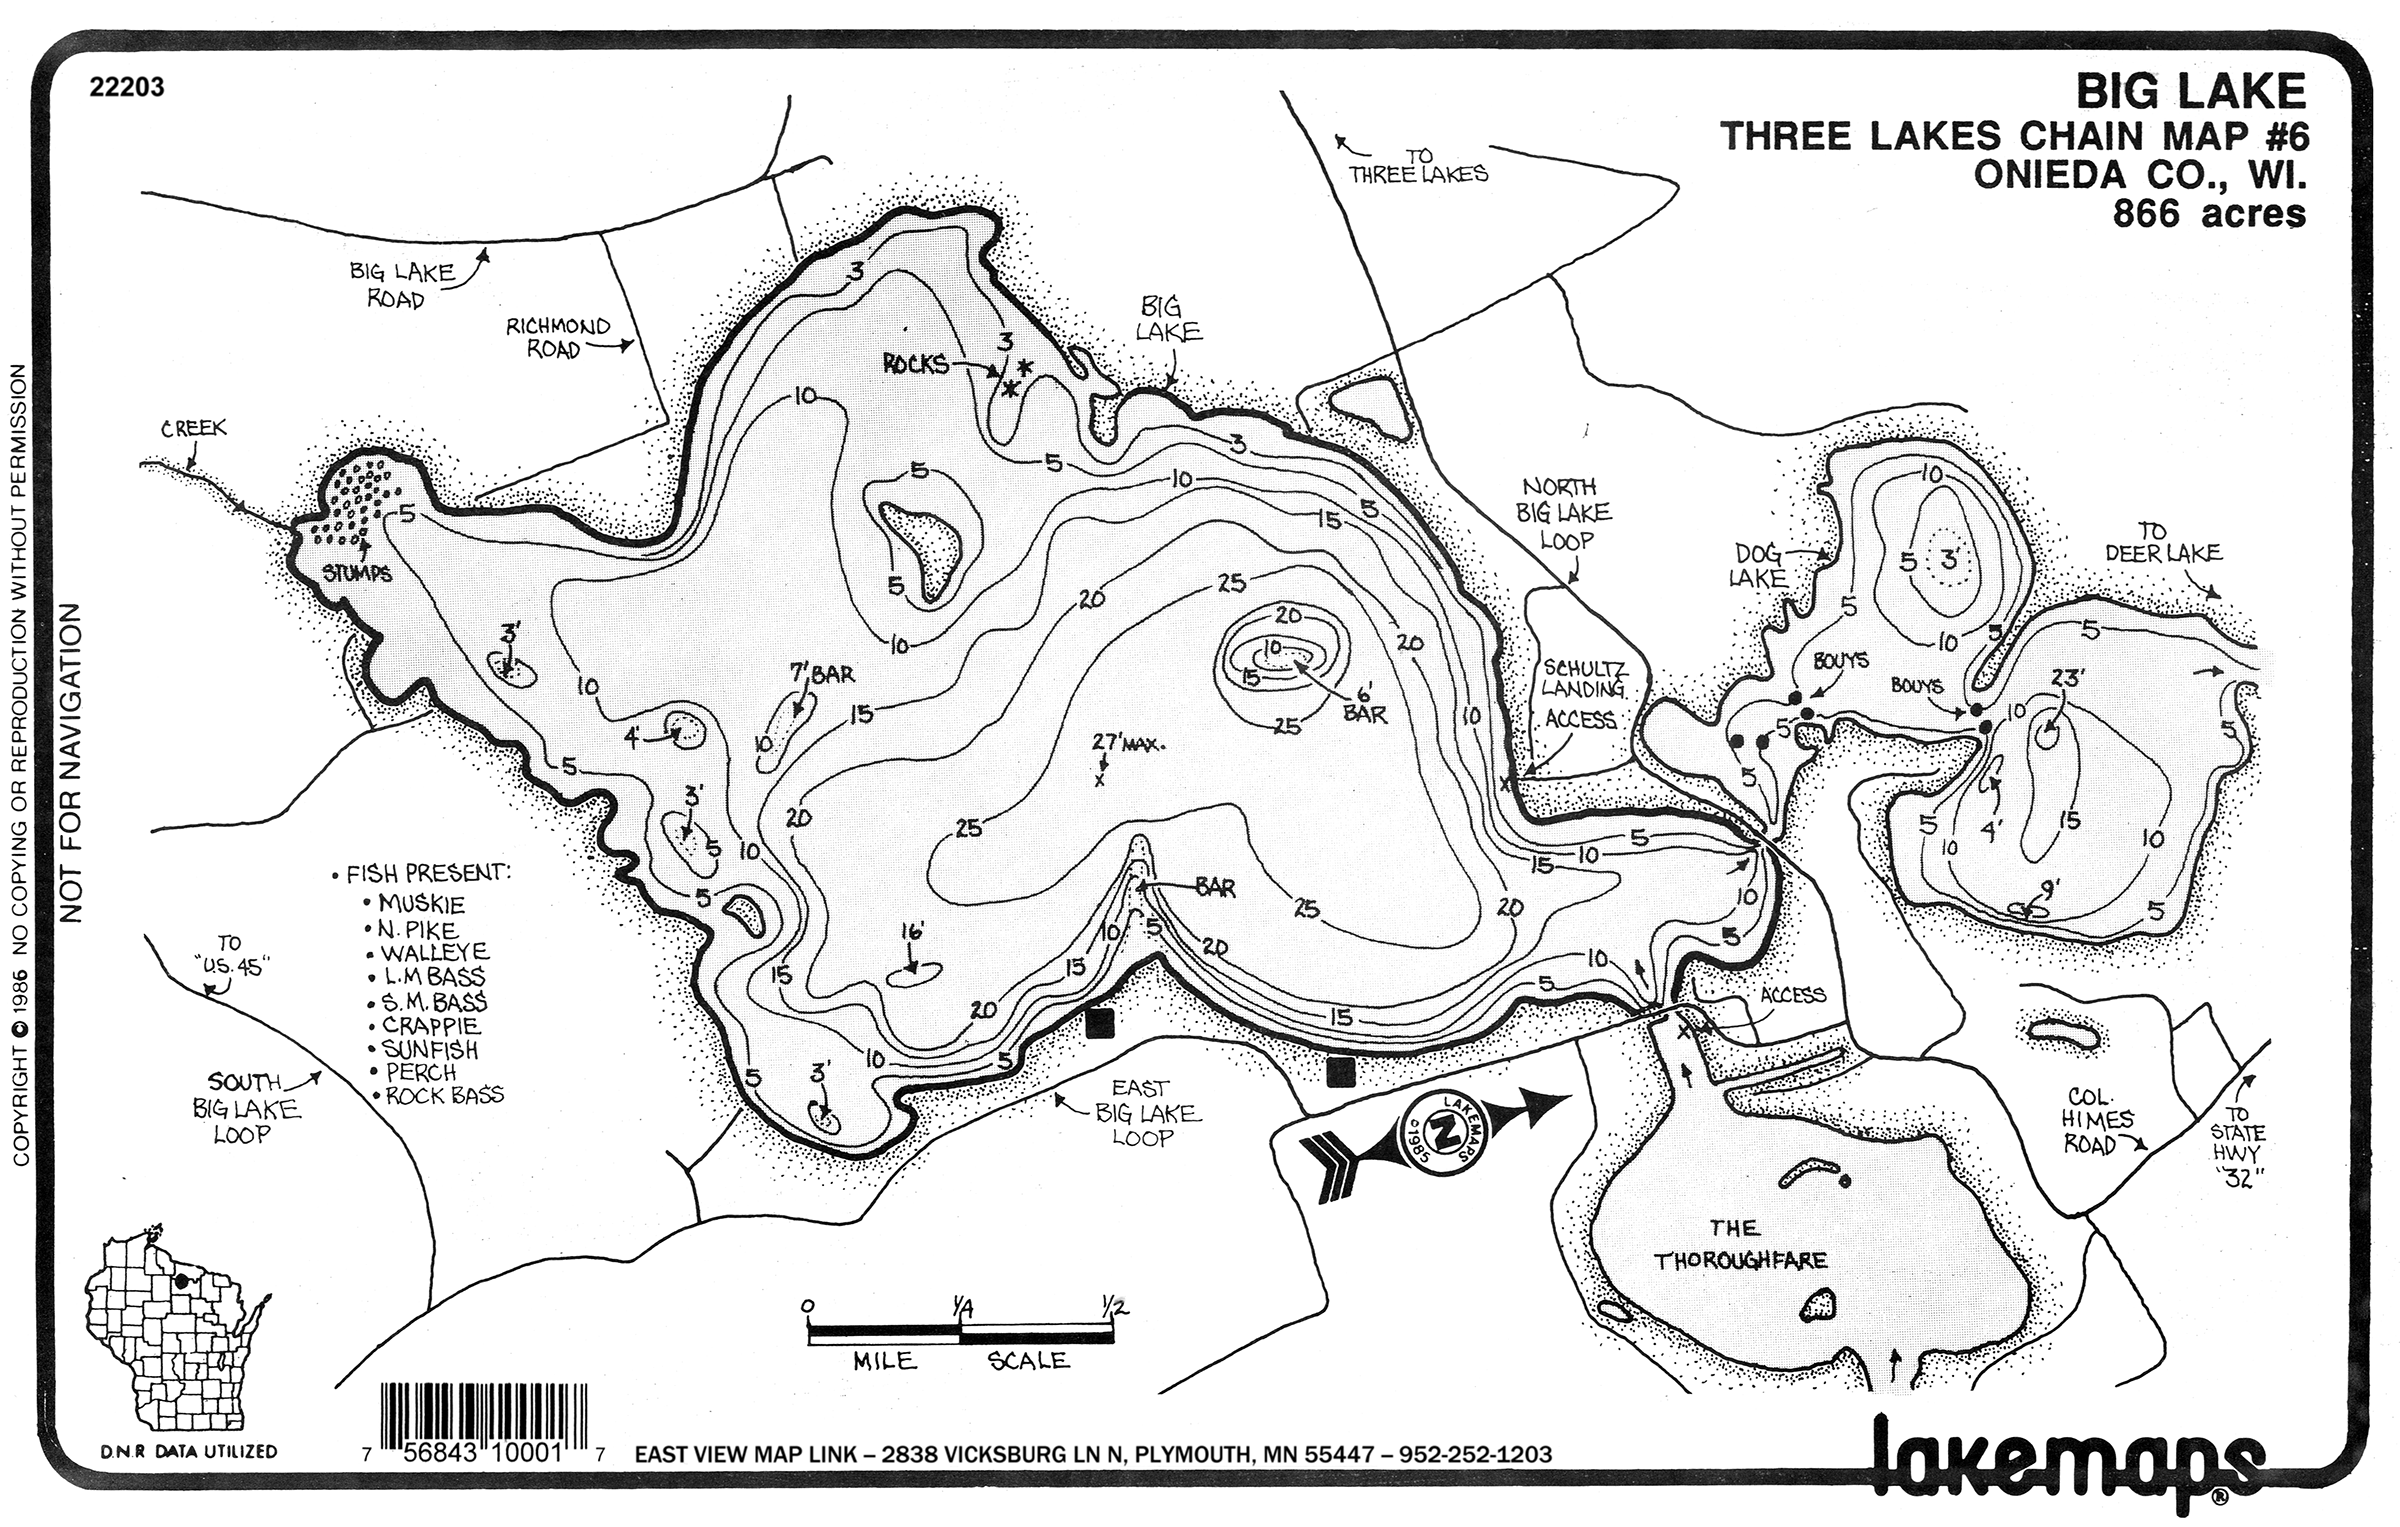 22203
BIG LAKE
THREE LAKES CHAIN MAP #6
ONIEDA CO., WI.
866 acres
TO
THREE LAKES
BIG LAKE
ROAD
RICHMOND
ROAD
BIG
LAKE
CREEK
STUMPS
ROCKS
3
3
3
5
5
5
5
5
10
10
10
10
15
15
20
20
20
25
25
25
10
15
6'
BAR
3'
4'
7' BAR
10
10
27' MAX.
X
NORTH
BIG LAKE
LOOP
SCHULTZ
LANDING
ACCESS
X
DOG
LAKE
10
5
3'
5
10
5
BOUYS
BOUYS
TO
DEER LAKE
5
23'
10
5
15
10
4'
5
10
9'
5
5
5
5
3'
5
10
5
15
20
25
16'
BAR
10
5
15
20
20
25
20
10
15
10
5
10
5
10
5
15
3'
5
10
5
ACCESS
X
FISH PRESENT:
• MUSKIE
• N. PIKE
• WALLEYE
• L.M BASS
• S.M. BASS
• CRAPPIE
• SUNFISH
• PERCH
• ROCK BASS
TO
"U.S. 45"
SOUTH
BIG LAKE
LOOP
EAST
BIG LAKE
LOOP
LAKEMAPS
N
©1985
COL.
HIMES
ROAD
TO
STATE
HWY
"32"
THE
THOROUGHFARE
0 1/4 1/2
MILE SCALE
D.N.R DATA UTILIZED
7 56843 10001 7
EAST VIEW MAP LINK – 2838 VICKSBURG LN N, PLYMOUTH, MN 55447 – 952-252-1203
lakemaps®
COPYRIGHT © 1986 NO COPYING OR REPRODUCTION WITHOUT PERMISSION
NOT FOR NAVIGATION